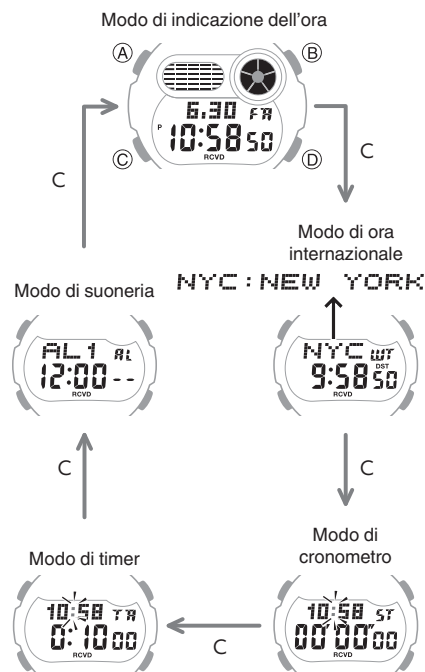 Modo di indicazione dell'ora
A
B
6.30 FR
P
10:58 50
RCVD
C
D
C
C
Modo di ora
internazionale
NYC:NEW YORK
Modo di suoneria
AL1 AL
12:00 --
RCVD
NYC WT
DST
9:58 50
RCVD
C
C
Modo di
cronometro
Modo di timer
10:58 TR
0:10 00
RCVD
C
10:58 ST
00'00"00
RCVD